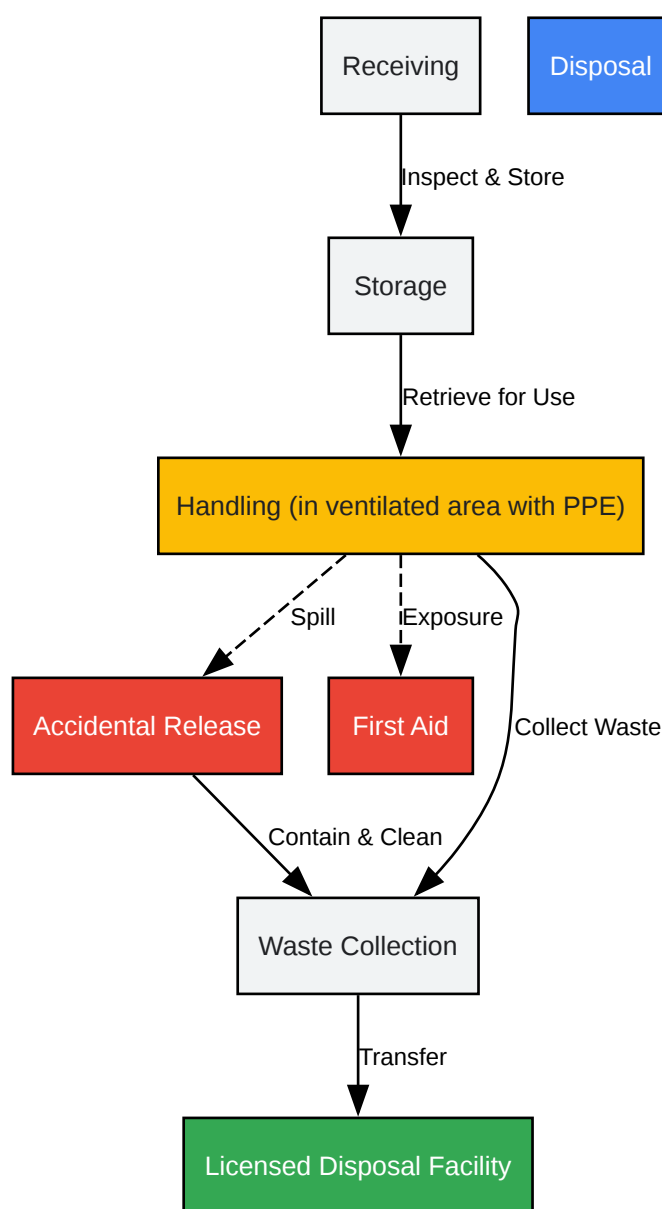 Receiving
Disposal
Inspect & Store
Storage
Retrieve for Use
Handling (in ventilated area with PPE)
Spill
Exposure
Accidental Release
First Aid
Collect Waste
Contain & Clean
Waste Collection
Transfer
Licensed Disposal Facility